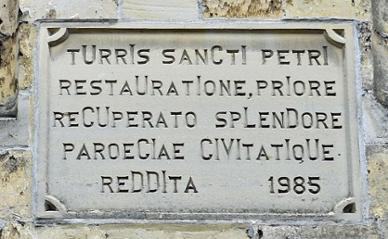 TURRIS SANCTI PETRI
RESTAURATIONE, PRIORE
RECUPERATO SPLENDORE
PAROECIAE CIVITATIQUE
REDDITA 1985